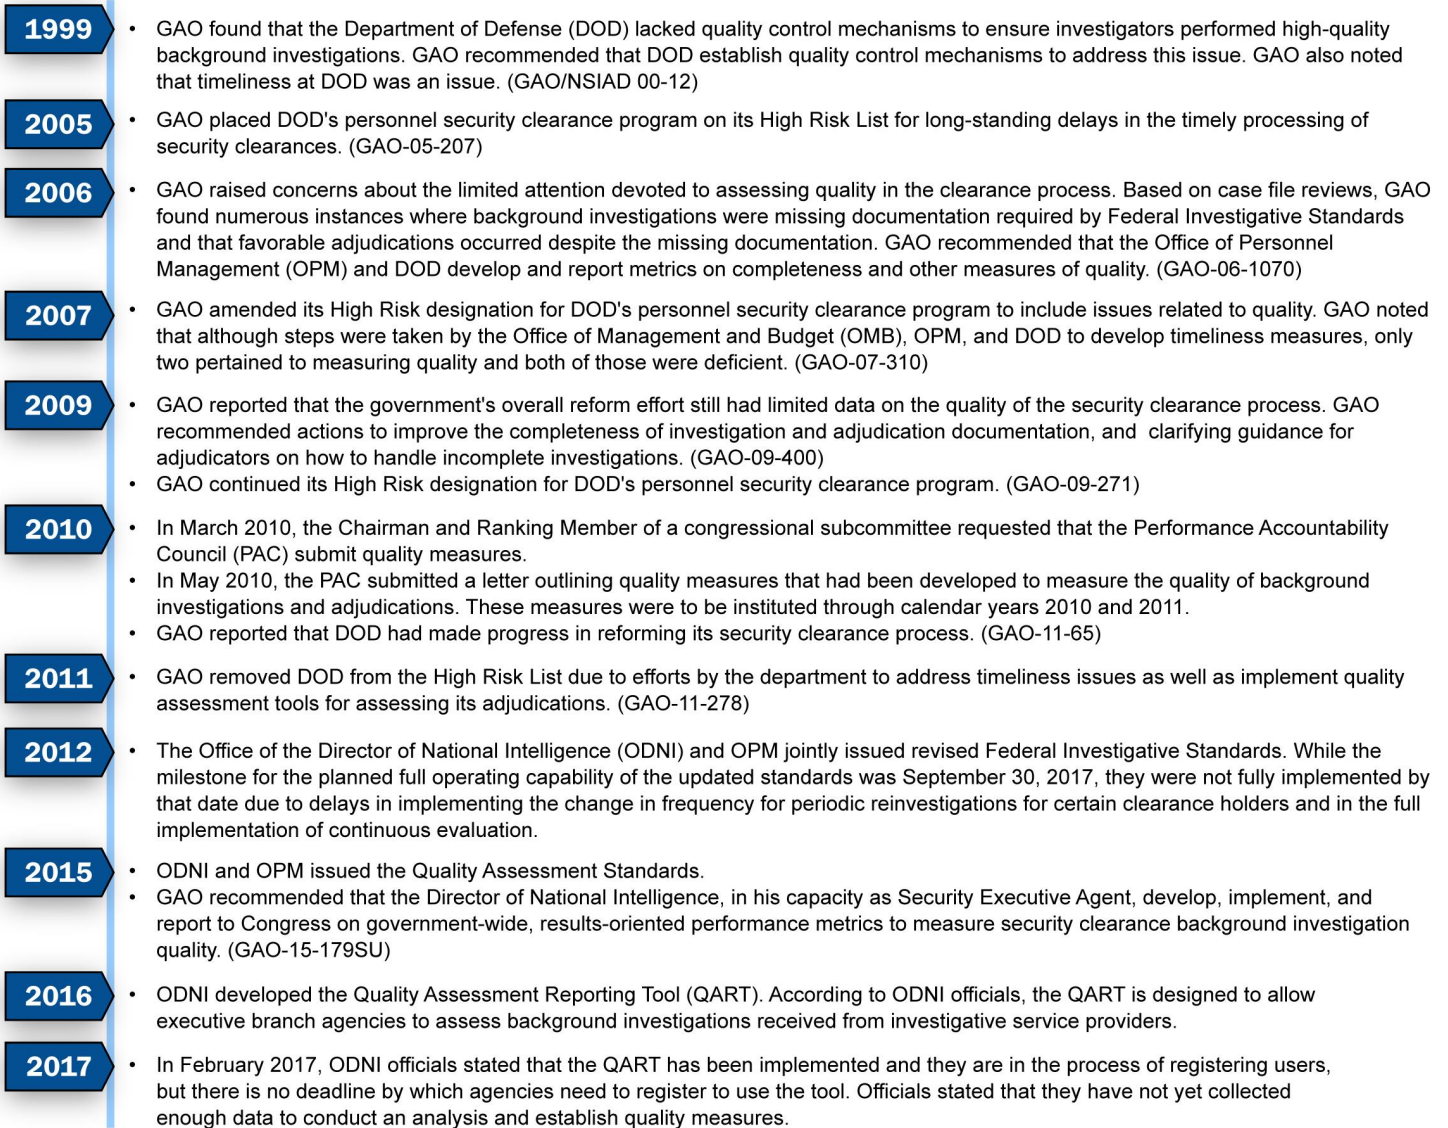 1999
• GAO found that the Department of Defense (DOD) lacked quality control mechanisms to ensure investigators performed high-quality
background investigations. GAO recommended that DOD establish quality control mechanisms to address this issue. GAO also noted
that timeliness at DOD was an issue. (GAO/NSIAD 00-12)
2005
• GAO placed DOD's personnel security clearance program on its High Risk List for long-standing delays in the timely processing of
security clearances. (GAO-05-207)
2006
• GAO raised concerns about the limited attention devoted to assessing quality in the clearance process. Based on case file reviews, GAO
found numerous instances where background investigations were missing documentation required by Federal Investigative Standards
and that favorable adjudications occurred despite the missing documentation. GAO recommended that the Office of Personnel
Management (OPM) and DOD develop and report metrics on completeness and other measures of quality. (GAO-06-1070)
2007
• GAO amended its High Risk designation for DOD's personnel security clearance program to include issues related to quality. GAO noted
that although steps were taken by the Office of Management and Budget (OMB), OPM, and DOD to develop timeliness measures, only
two pertained to measuring quality and both of those were deficient. (GAO-07-310)
2009
• GAO reported that the government's overall reform effort still had limited data on the quality of the security clearance process. GAO
recommended actions to improve the completeness of investigation and adjudication documentation, and clarifying guidance for
adjudicators on how to handle incomplete investigations. (GAO-09-400)
• GAO continued its High Risk designation for DOD's personnel security clearance program. (GAO-09-271)
2010
• In March 2010, the Chairman and Ranking Member of a congressional subcommittee requested that the Performance Accountability
Council (PAC) submit quality measures.
• In May 2010, the PAC submitted a letter outlining quality measures that had been developed to measure the quality of background
investigations and adjudications. These measures were to be instituted through calendar years 2010 and 2011.
• GAO reported that DOD had made progress in reforming its security clearance process. (GAO-11-65)
2011
• GAO removed DOD from the High Risk List due to efforts by the department to address timeliness issues as well as implement quality
assessment tools for assessing its adjudications. (GAO-11-278)
2012
• The Office of the Director of National Intelligence (ODNI) and OPM jointly issued revised Federal Investigative Standards. While the
milestone for the planned full operating capability of the updated standards was September 30, 2017, they were not fully implemented by
that date due to delays in implementing the change in frequency for periodic reinvestigations for certain clearance holders and in the full
implementation of continuous evaluation.
2015
• ODNI and OPM issued the Quality Assessment Standards.
• GAO recommended that the Director of National Intelligence, in his capacity as Security Executive Agent, develop, implement, and
report to Congress on government-wide, results-oriented performance metrics to measure security clearance background investigation
quality. (GAO-15-179SU)
2016
• ODNI developed the Quality Assessment Reporting Tool (QART). According to ODNI officials, the QART is designed to allow
executive branch agencies to assess background investigations received from investigative service providers.
2017
• In February 2017, ODNI officials stated that the QART has been implemented and they are in the process of registering users,
but there is no deadline by which agencies need to register to use the tool. Officials stated that they have not yet collected
enough data to conduct an analysis and establish quality measures.